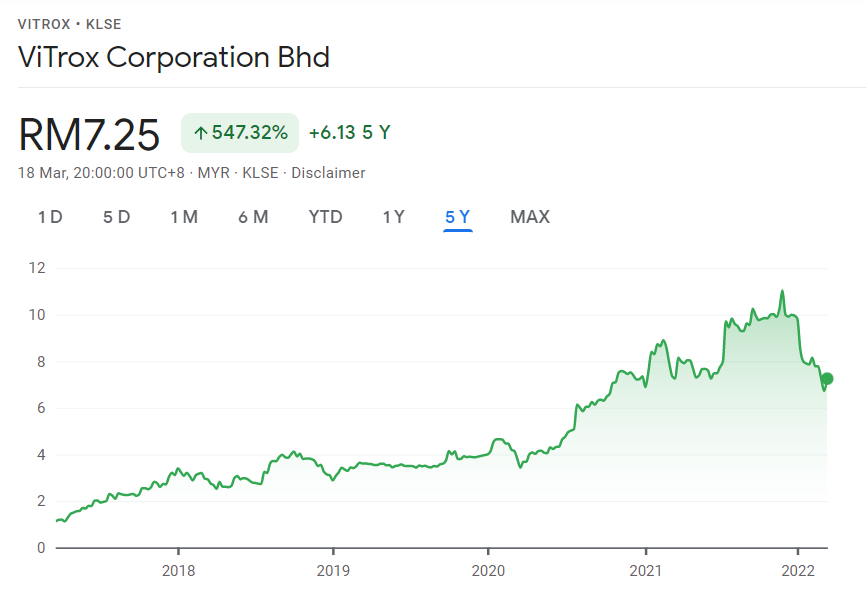 VITROX • KLSE
ViTrox Corporation Bhd
RM7.25 ↑ 547.32% +6.13 5 Y
18 Mar, 20:00:00 UTC+8 · MYR · KLSE · Disclaimer
1 D 5 D 1 M 6 M YTD 1 Y 5 Y MAX
12
10
8
6
4
2
0
2018 2019 2020 2021 2022